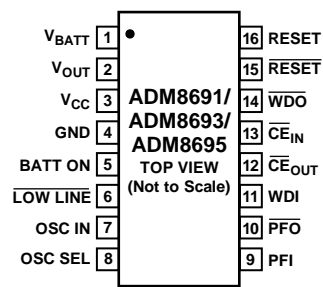 VBATT 1
VOUT 2
VCC 3
GND 4
BATT ON 5
LOW LINE 6
OSC IN 7
OSC SEL 8
ADM8691/
ADM8693/
ADM8695
TOP VIEW
(Not to Scale)
16 RESET
15 RESET
14 WDO
13 CEIN
12 CEOUT
11 WDI
10 PFO
9 PFI